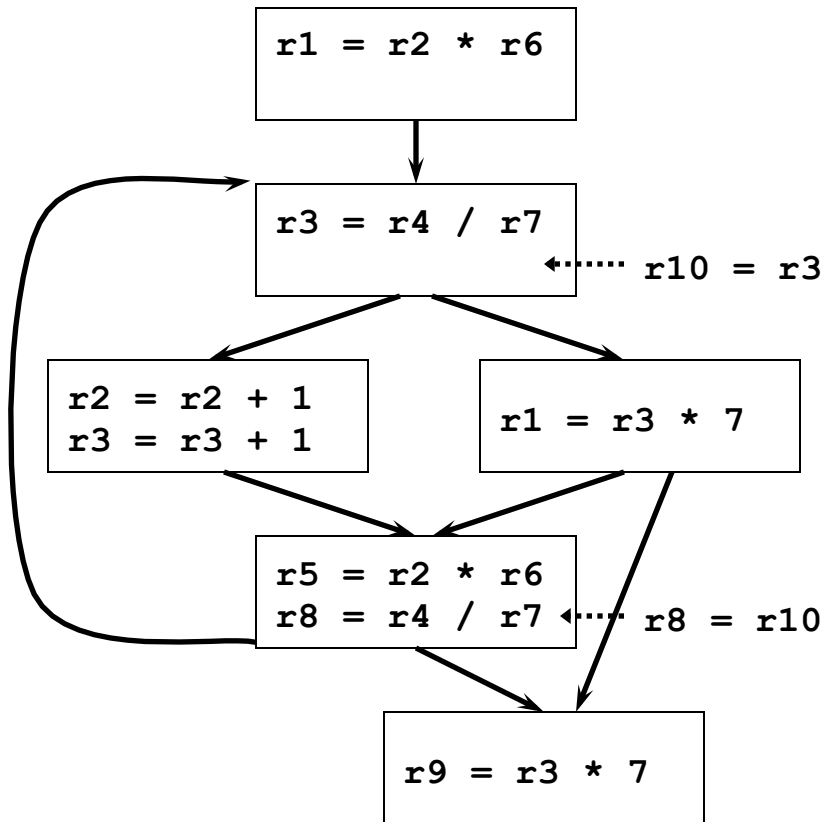 r1 = r2 * r6
r3 = r4 / r7
r10 = r3
r2 = r2 + 1
r3 = r3 + 1
r1 = r3 * 7
r5 = r2 * r6
r8 = r4 / r7
r8 = r10
r9 = r3 * 7